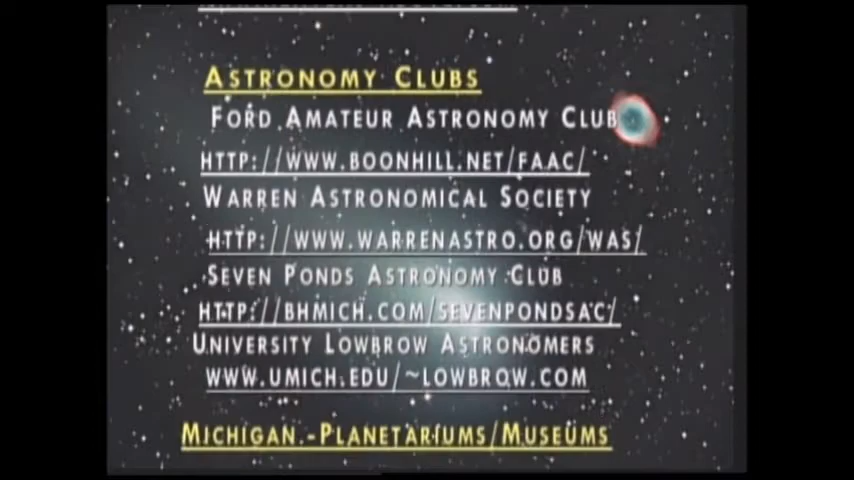 ASTRONOMY CLUBS
FORD AMATEUR ASTRONOMY CLUB
HTTP://WWW.BOONHILL.NET/FAAC/
WARREN ASTRONOMICAL SOCIETY
HTTP://WWW.WARRENASTRO.ORG/WAS/
SEVEN PONDS ASTRONOMY CLUB
HTTP://BHMICH.COM/SEVENPONDSAC/
UNIVERSITY LOWBROW ASTRONOMERS
WWW.UMICH.EDU/~LOWBROW.COM
MICHIGAN.-PLANETARIUMS/MUSEUMS